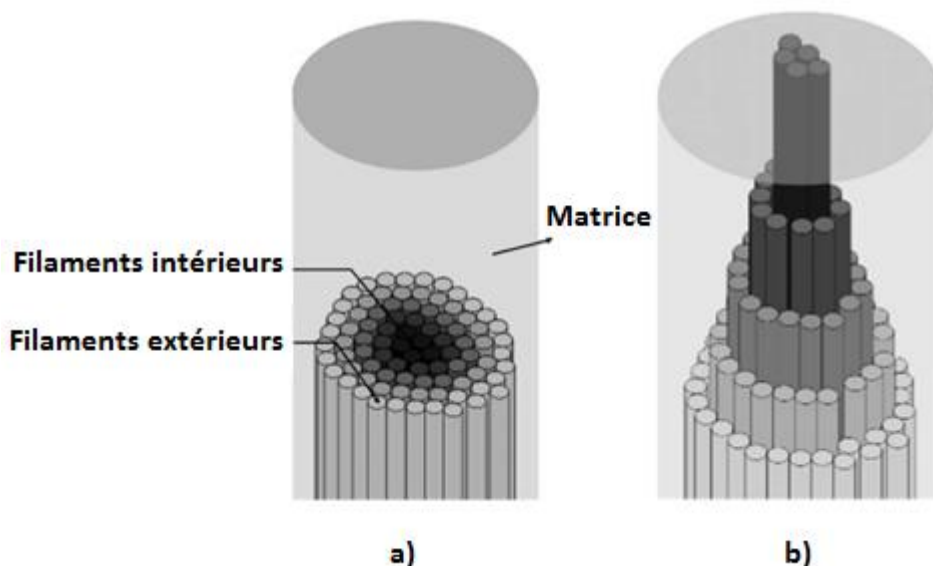 Matrice
Filaments intérieurs
Filaments extérieurs
a)
b)